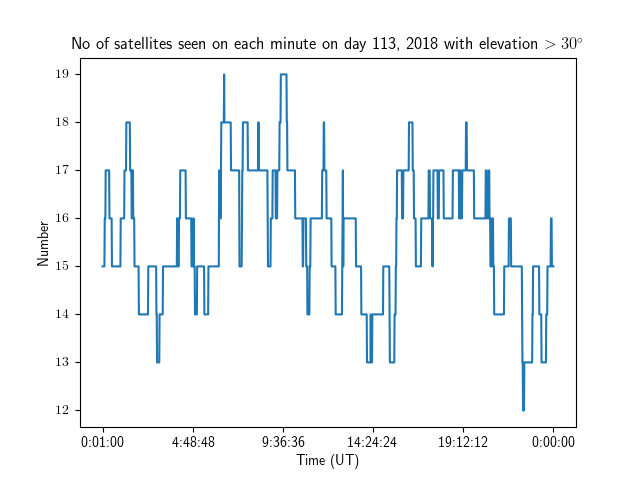 No of satellites seen on each minute on day 113, 2018 with elevation > 30°
19
18
17
16
15
14
13
12
Number
0:01:00 4:48:48 9:36:36 14:24:24 19:12:12 0:00:00
Time (UT)